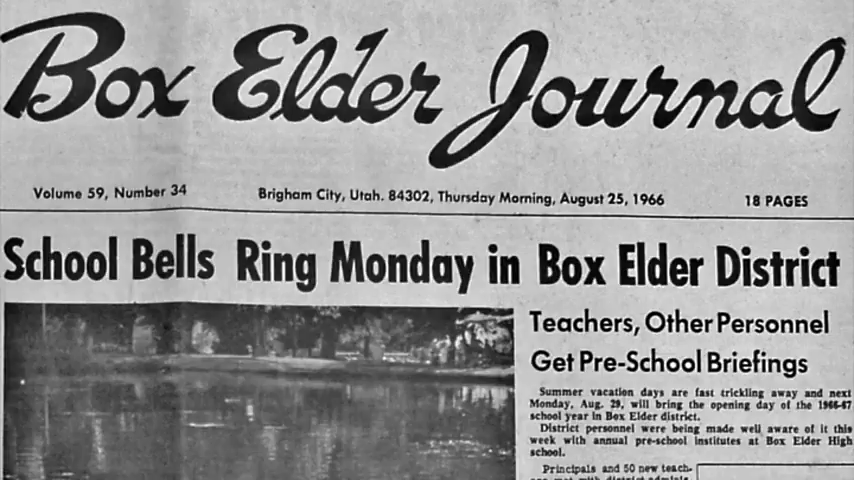 Box Elder Journal
Volume 59, Number 34 Brigham City, Utah. 84302, Thursday Morning, August 25, 1966 18 PAGES
School Bells Ring Monday in Box Elder District
Teachers, Other Personnel
Get Pre-School Briefings
Summer vacation days are fast trickling away and next
Monday, Aug. 29, will bring the opening day of the 1966-67
school year in Box Elder district.
District personnel were being made well aware of it this
week with annual pre-school institutes at Box Elder High
school.
Principals and 50 new teach-